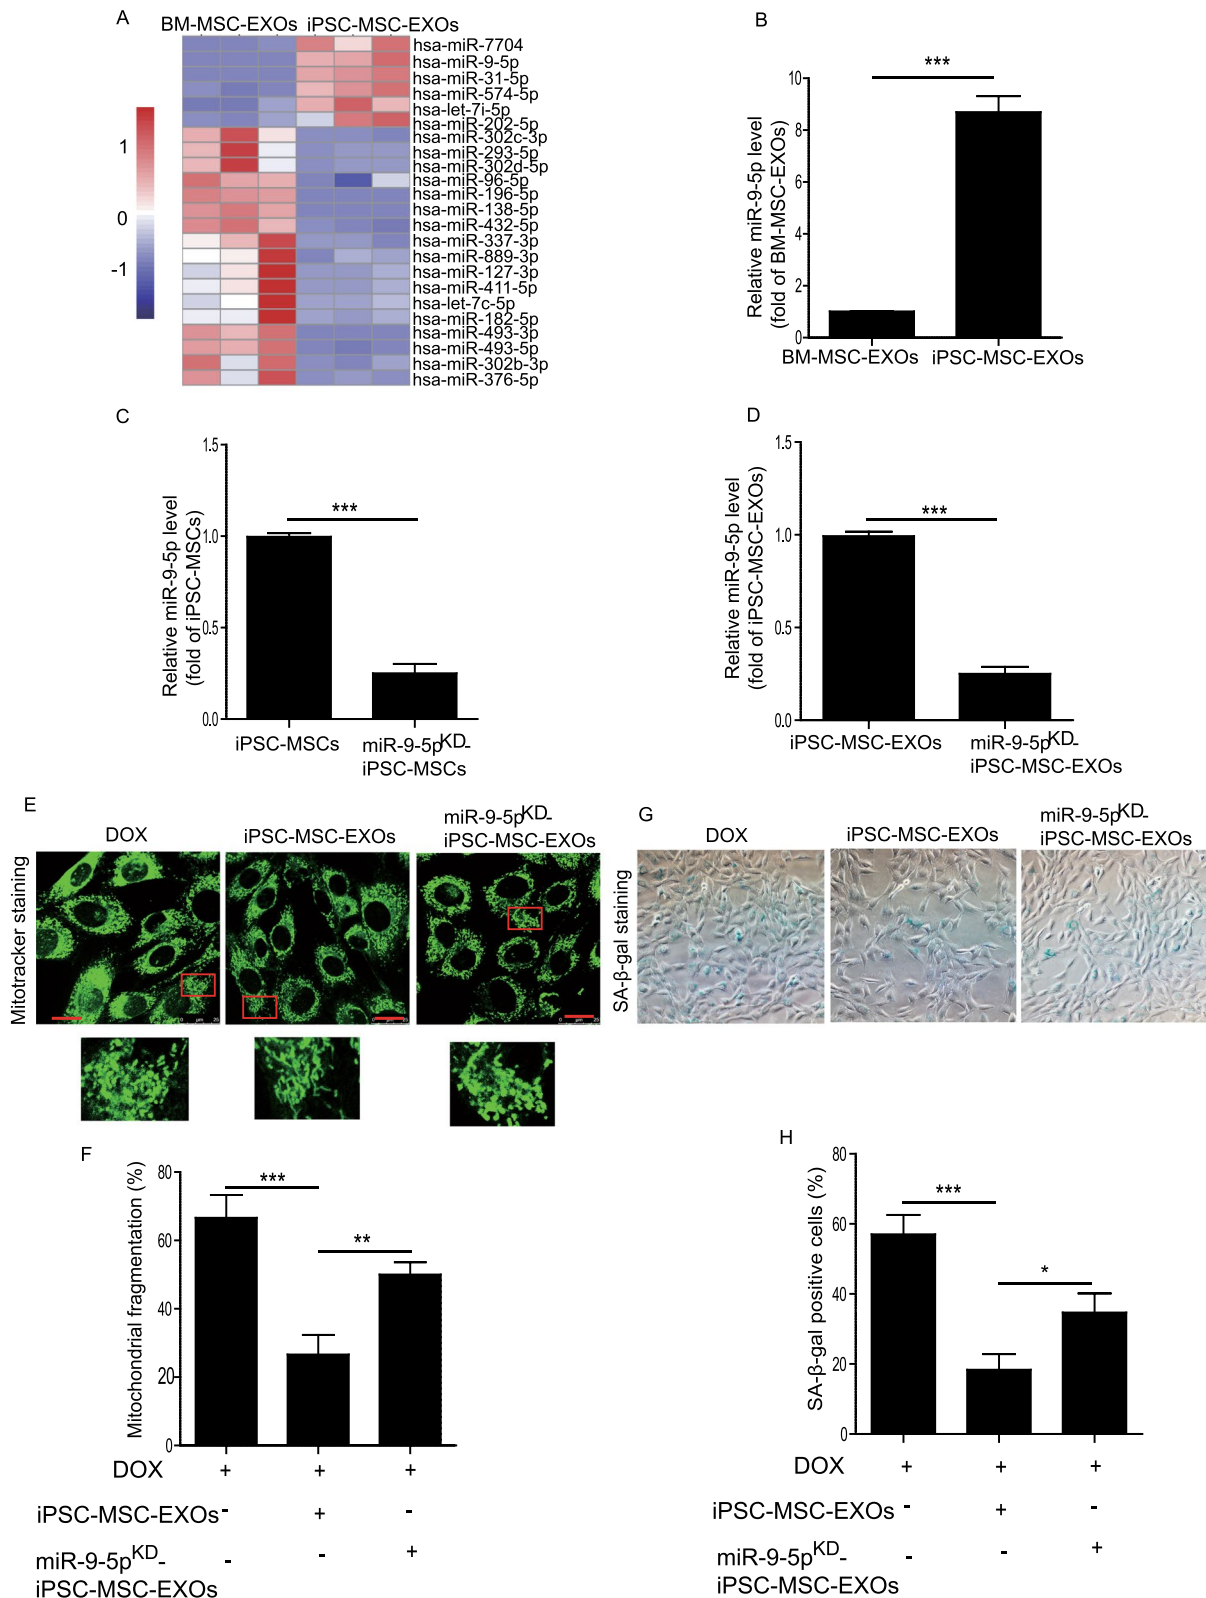 A
BM-MSC-EXOs iPSC-MSC-EXOs
hsa-miR-7704
hsa-miR-9-5p
hsa-miR-31-5p
hsa-miR-574-5p
hsa-let-7i-5p
hsa-miR-202-5p
hsa-miR-302c-3p
hsa-miR-293-5p
hsa-miR-302d-5p
hsa-miR-96-5p
hsa-miR-196-5p
hsa-miR-138-5p
hsa-miR-432-5p
hsa-miR-337-3p
hsa-miR-889-3p
hsa-miR-127-3p
hsa-miR-411-5p
hsa-let-7c-5p
hsa-miR-182-5p
hsa-miR-493-3p
hsa-miR-493-5p
hsa-miR-302b-3p
hsa-miR-376-5p
1
0
-1
B
Relative miR-9-5p level
(fold of BM-MSC-EXOs)
10
8
6
4
2
0
***
BM-MSC-EXOs iPSC-MSC-EXOs
C
Relative miR-9-5p level
(fold of iPSC-MSCs)
1.5
1.0
0.5
0.0
***
iPSC-MSCs
miR-9-5pKD-
iPSC-MSCs
D
Relative miR-9-5p level
(fold of iPSC-MSC-EXOs)
1.5
1.0
0.5
0.0
***
iPSC-MSC-EXOs
miR-9-5pKD-
iPSC-MSC-EXOs
E
DOX
iPSC-MSC-EXOs
miR-9-5pKD-
iPSC-MSC-EXOs
Mitotracker staining
0 µm 25
0 µm 25
0 µm 25
G
DOX
iPSC-MSC-EXOs
miR-9-5pKD-
iPSC-MSC-EXOs
SA-β-gal staining
F
Mitochondrial fragmentation (%)
80
60
40
20
0
***
**
DOX + + +
iPSC-MSC-EXOs - + -
miR-9-5pKD-
iPSC-MSC-EXOs
- - +
H
SA-β-gal positive cells (%)
80
60
40
20
0
***
*
DOX + + +
iPSC-MSC-EXOs - + -
miR-9-5pKD-
iPSC-MSC-EXOs
- - +